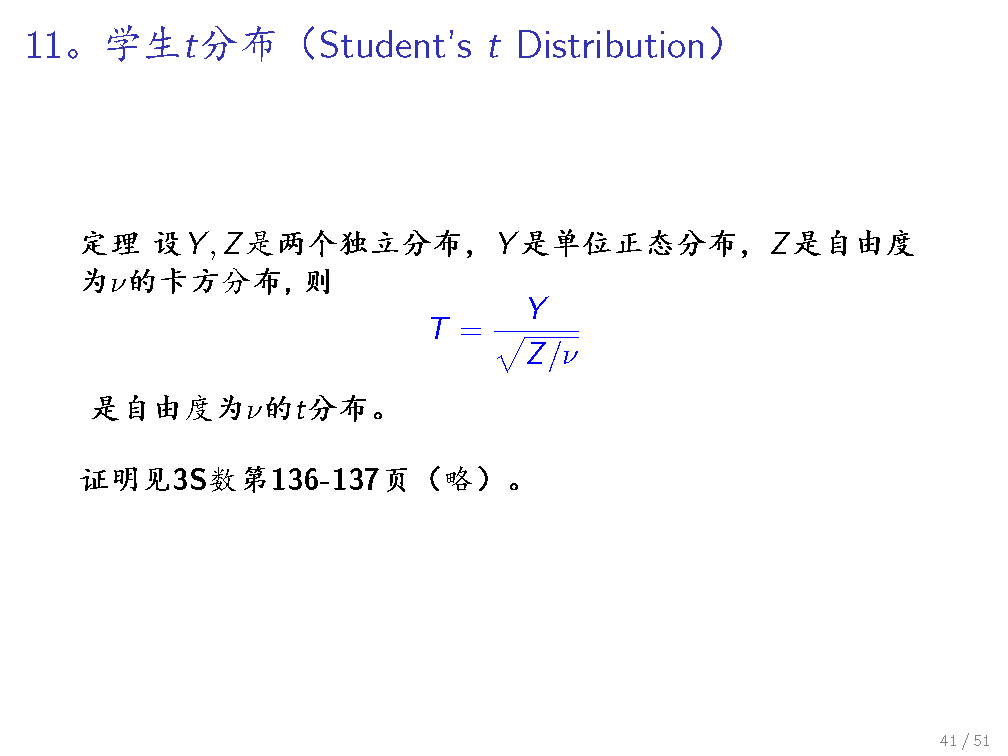 11。学生t分布（Student's t Distribution）
定理 设Y, Z是两个独立分布，Y是单位正态分布，Z是自由度
为ν的卡方分布, 则
T = Y / √(Z/ν)
是自由度为ν的t分布。
证明见3S数第136-137页（略）。
41 / 51